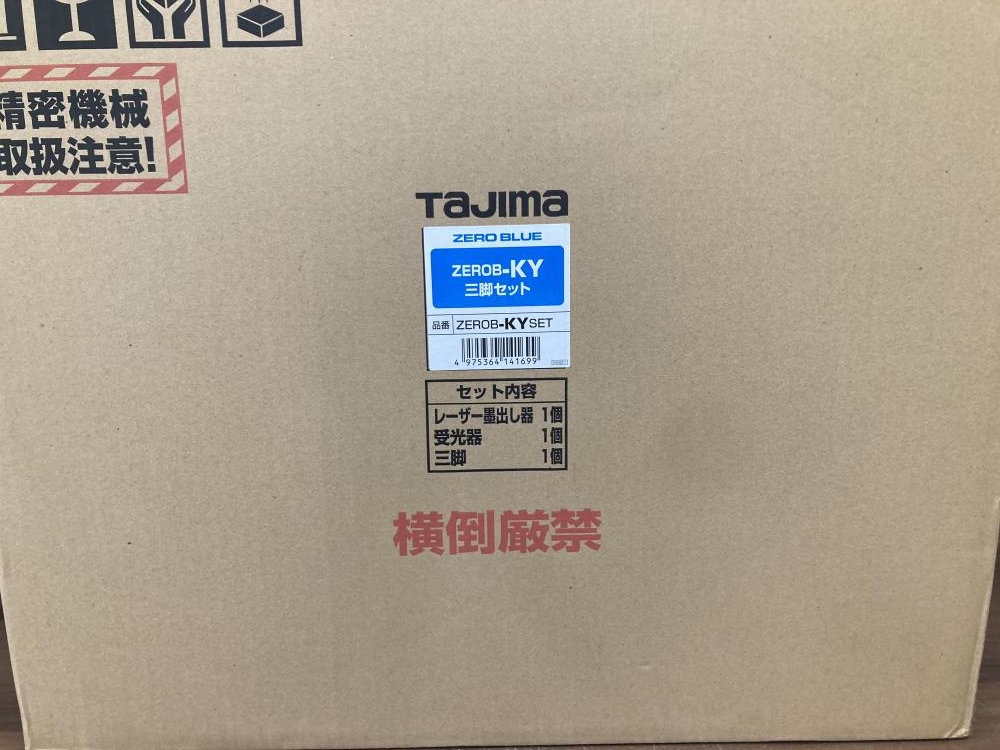 精密機械
取扱注意!
TAJIMA
ZERO BLUE
ZEROB-KY
三脚セット
品番 ZEROB-KYSET
4 975364 141699
セット内容
レーザー墨出し器 1個
受光器 1個
三脚 1個
横倒厳禁